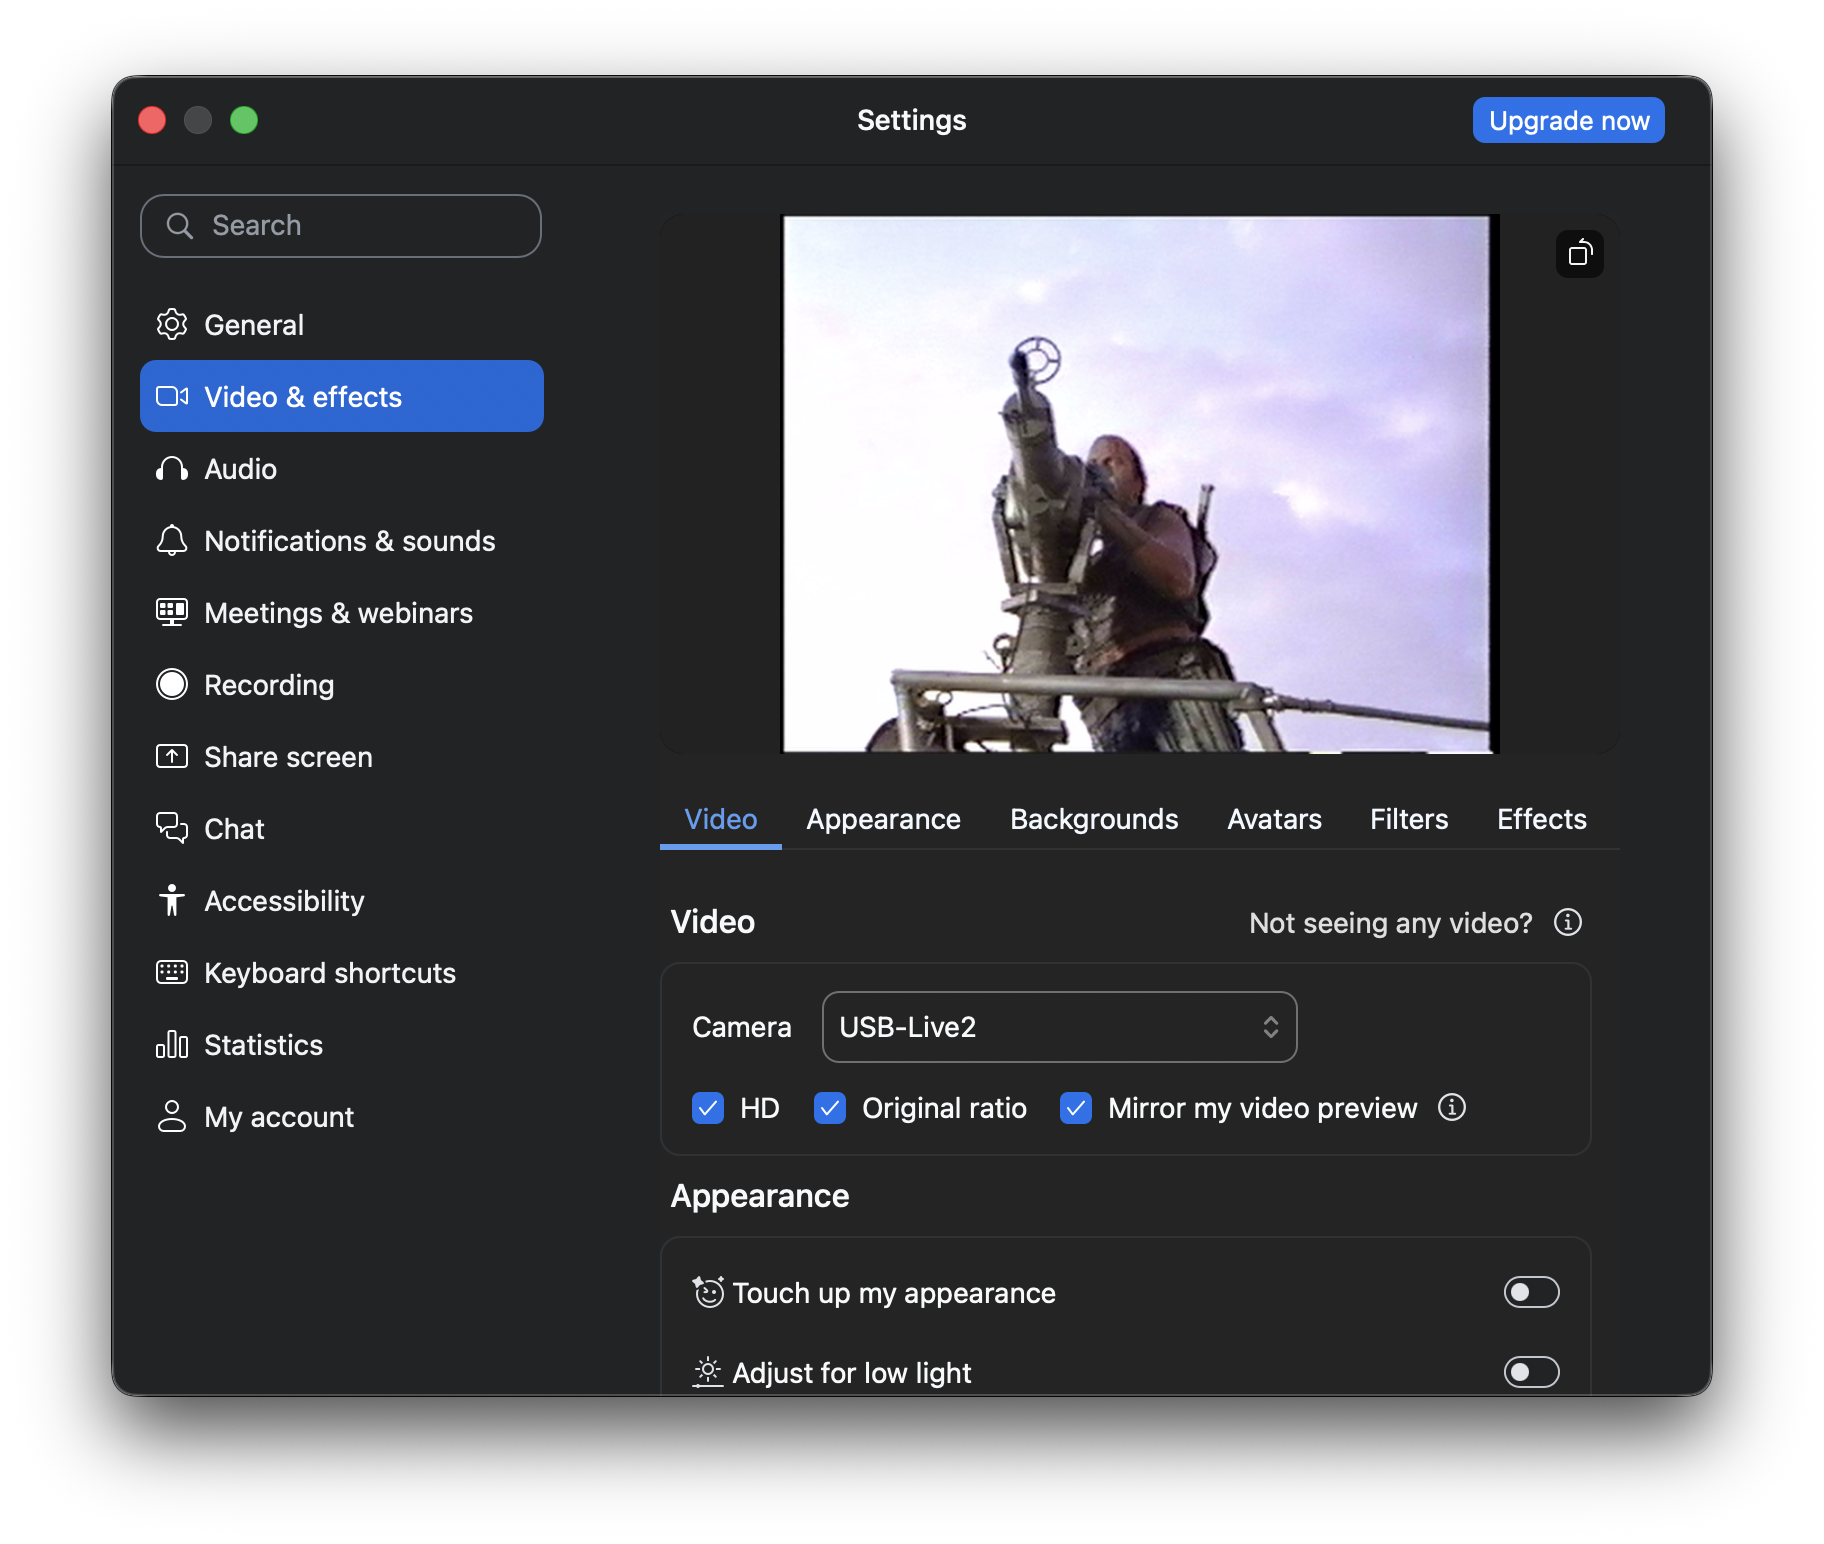 Settings
Upgrade now
Search
General
Video & effects
Audio
Notifications & sounds
Meetings & webinars
Recording
Share screen
Chat
Accessibility
Keyboard shortcuts
Statistics
My account
Video Appearance Backgrounds Avatars Filters Effects
Video
Not seeing any video?
Camera USB-Live2
HD Original ratio Mirror my video preview
Appearance
Touch up my appearance
Adjust for low light